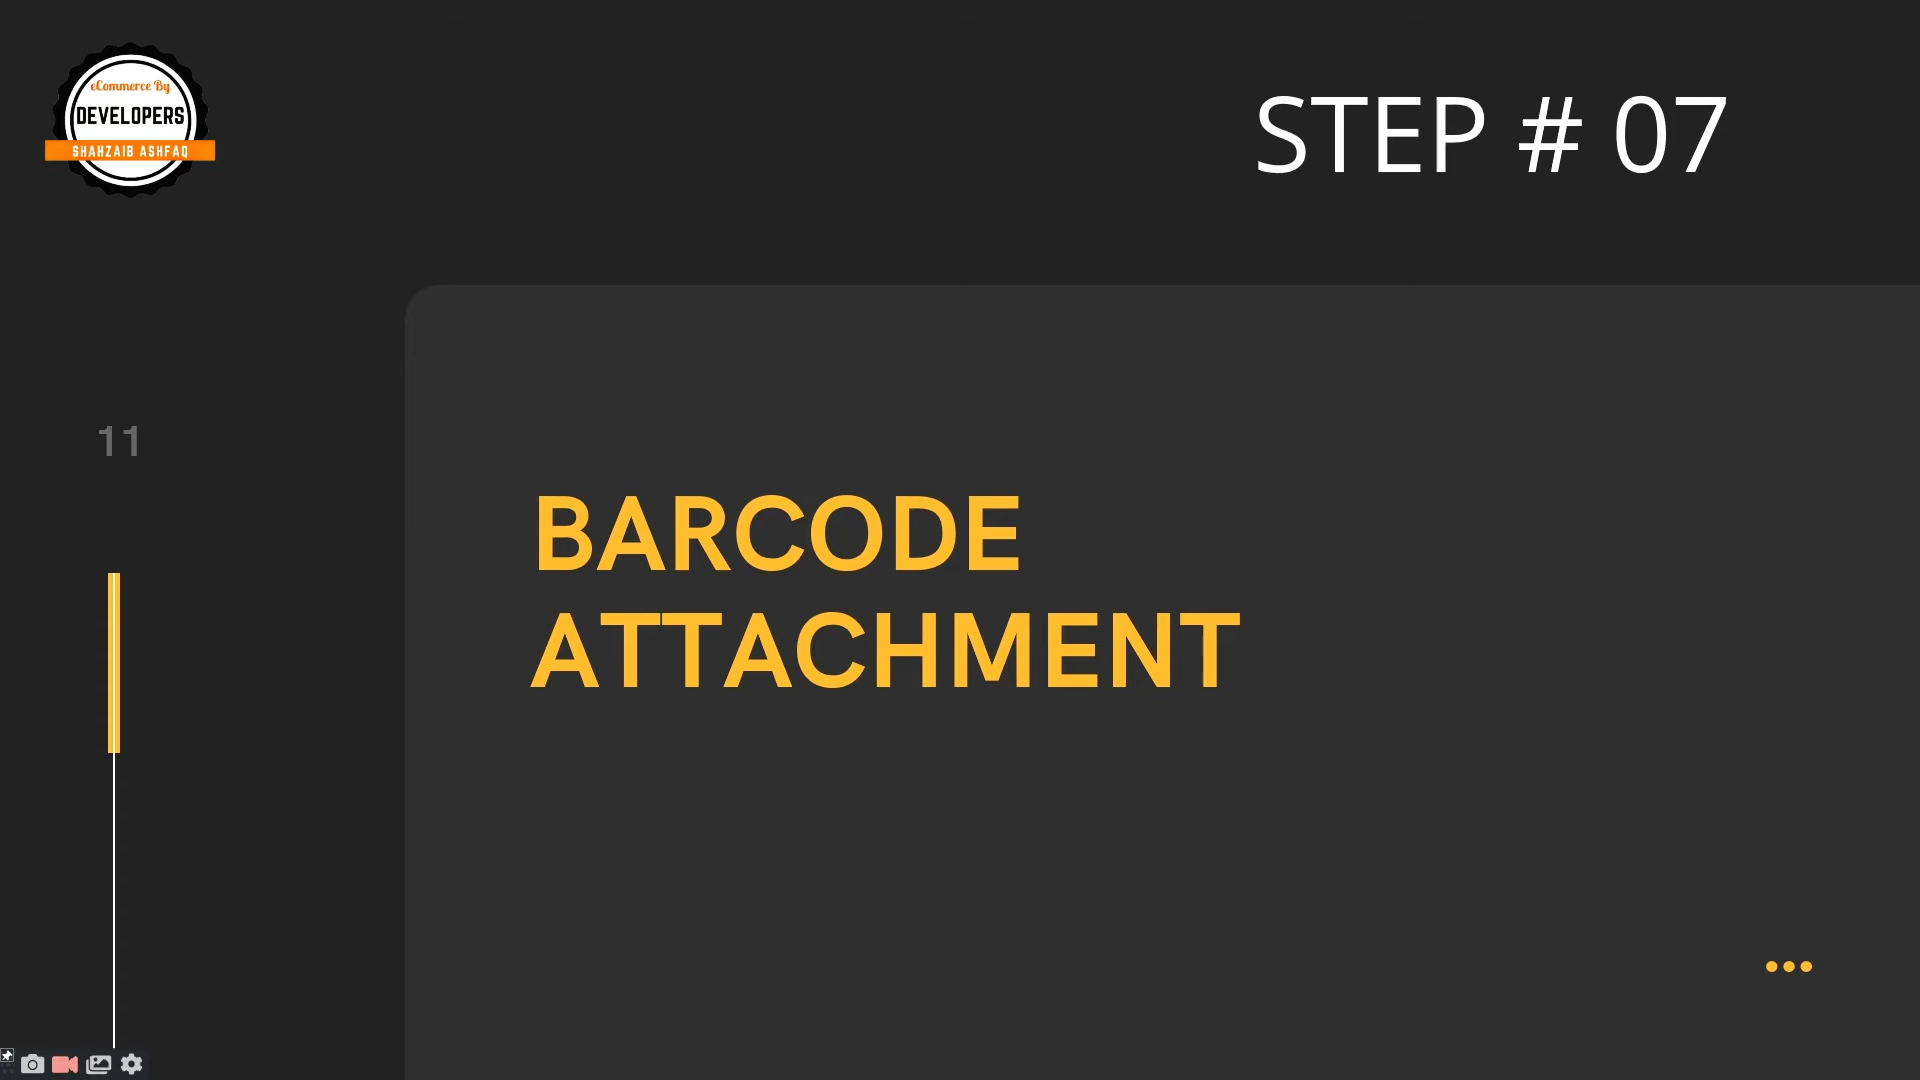 eCommerce By
DEVELOPERS
SHAHZAIB ASHFAQ
STEP # 07
11
BARCODE
ATTACHMENT